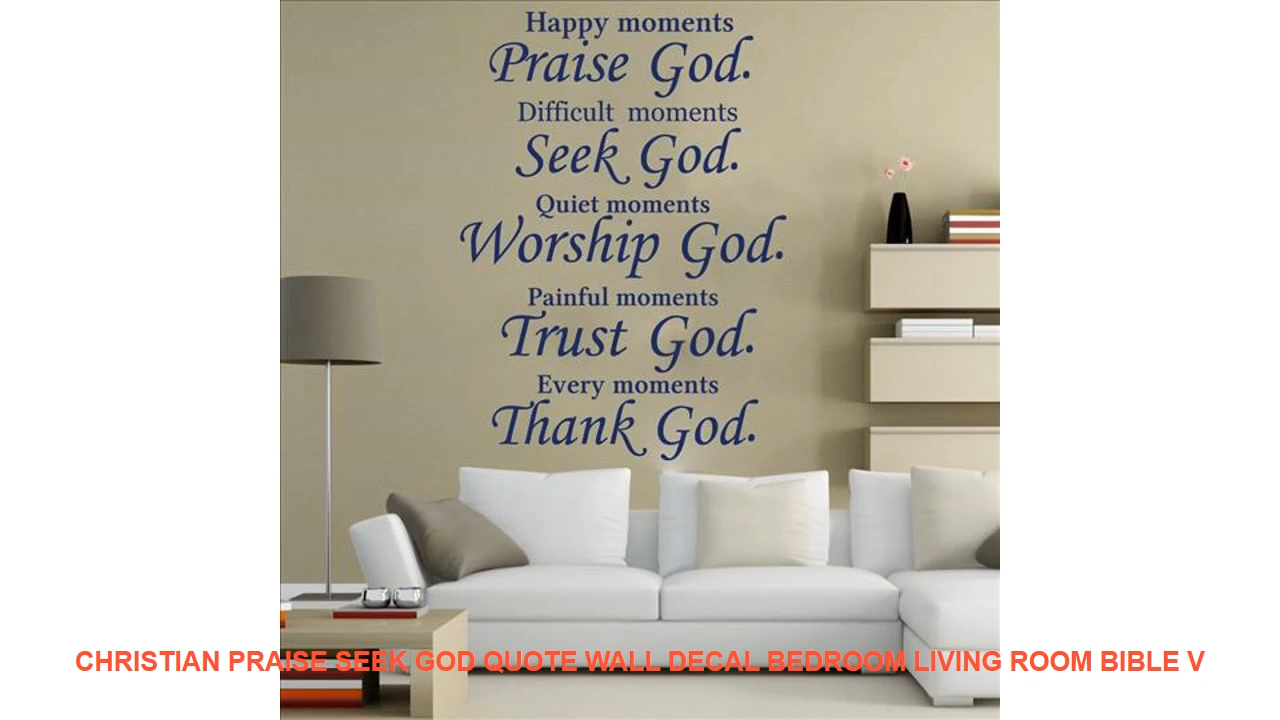 Happy moments
Praise God.
Difficult moments
Seek God.
Quiet moments
Worship God.
Painful moments
Trust God.
Every moments
Thank God.
CHRISTIAN PRAISE SEEK GOD QUOTE WALL DECAL BEDROOM LIVING ROOM BIBLE V